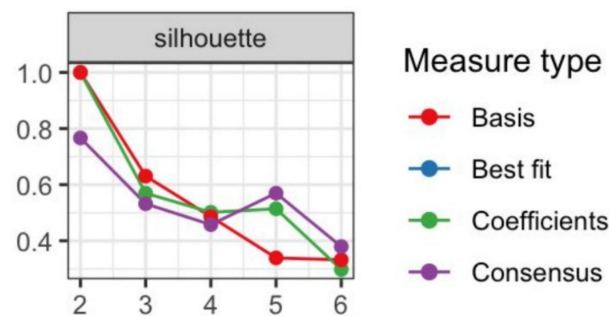 silhouette
1.0
0.8
0.6
0.4
2 3 4 5 6
Measure type
Basis
Best fit
Coefficients
Consensus